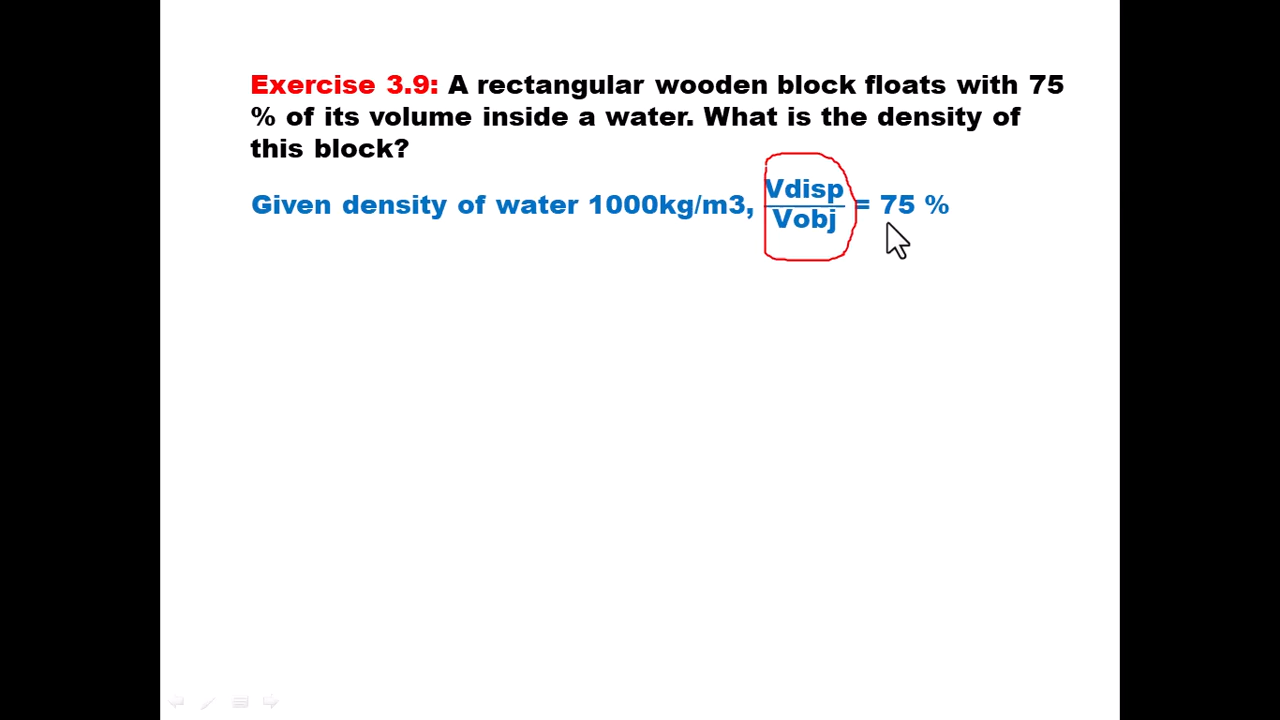 Exercise 3.9: A rectangular wooden block floats with 75
% of its volume inside a water. What is the density of
this block?
Given density of water 1000kg/m3, Vdisp/Vobj = 75 %